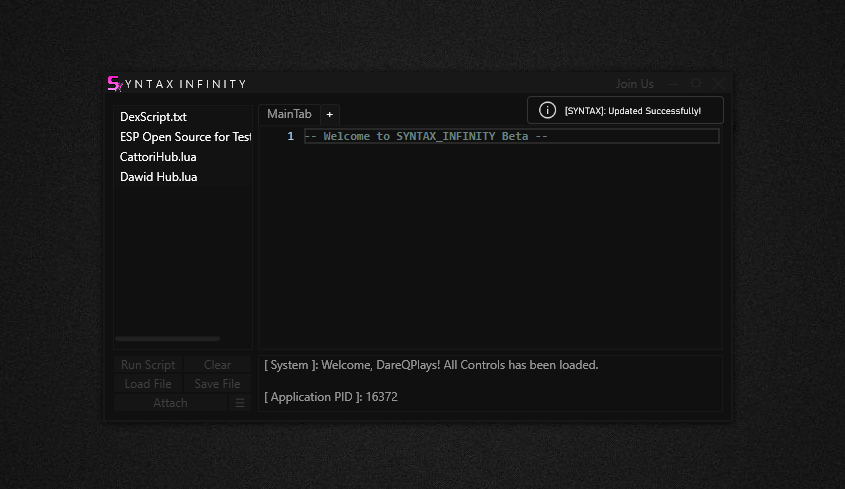 SYNTAX INFINITY
Join Us
DexScript.txt
ESP Open Source for Test
CattoriHub.lua
Dawid Hub.lua
MainTab +
[SYNTAX]: Updated Successfully!
1 -- Welcome to SYNTAX_INFINITY Beta --
Run Script Clear
Load File Save File
Attach
[ System ]: Welcome, DareQPlays! All Controls has been loaded.
[ Application PID ]: 16372